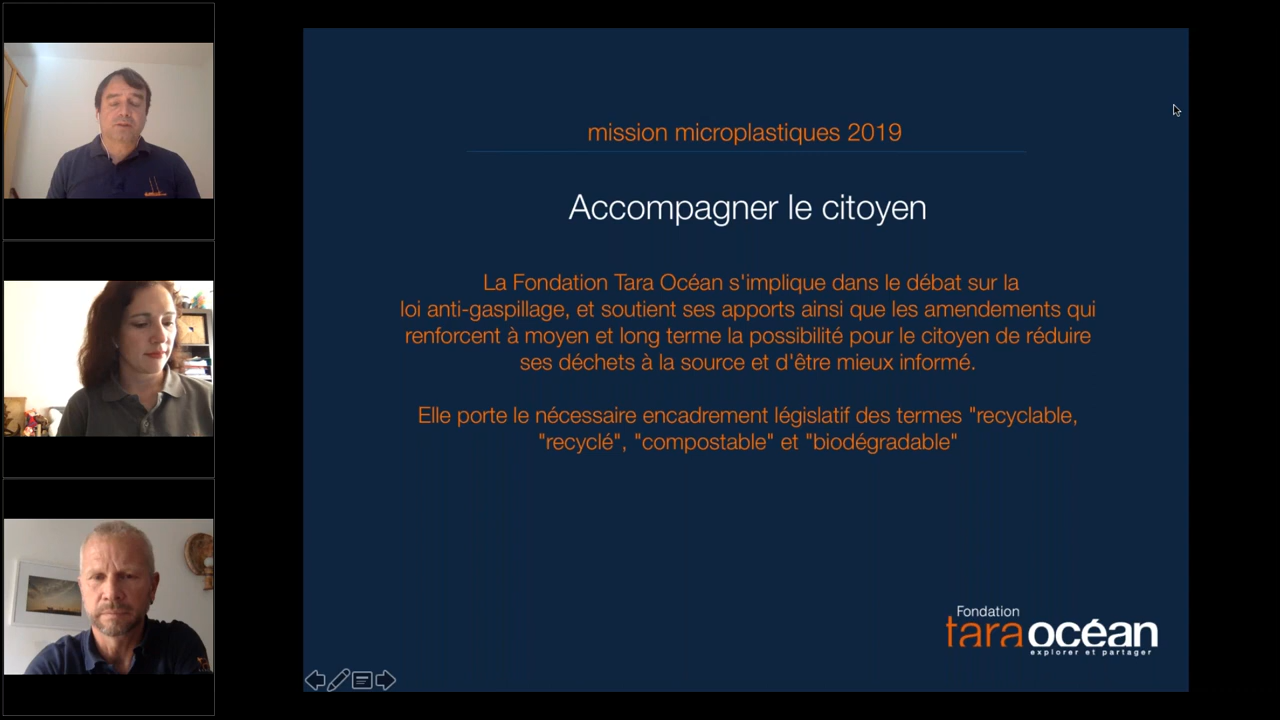 mission microplastiques 2019
Accompagner le citoyen
La Fondation Tara Océan s'implique dans le débat sur la
loi anti-gaspillage, et soutient ses apports ainsi que les amendements qui
renforcent à moyen et long terme la possibilité pour le citoyen de réduire
ses déchets à la source et d'être mieux informé.
Elle porte le nécessaire encadrement législatif des termes "recyclable,
"recyclé", "compostable" et "biodégradable"
Fondation
tara océan
explorer et partager